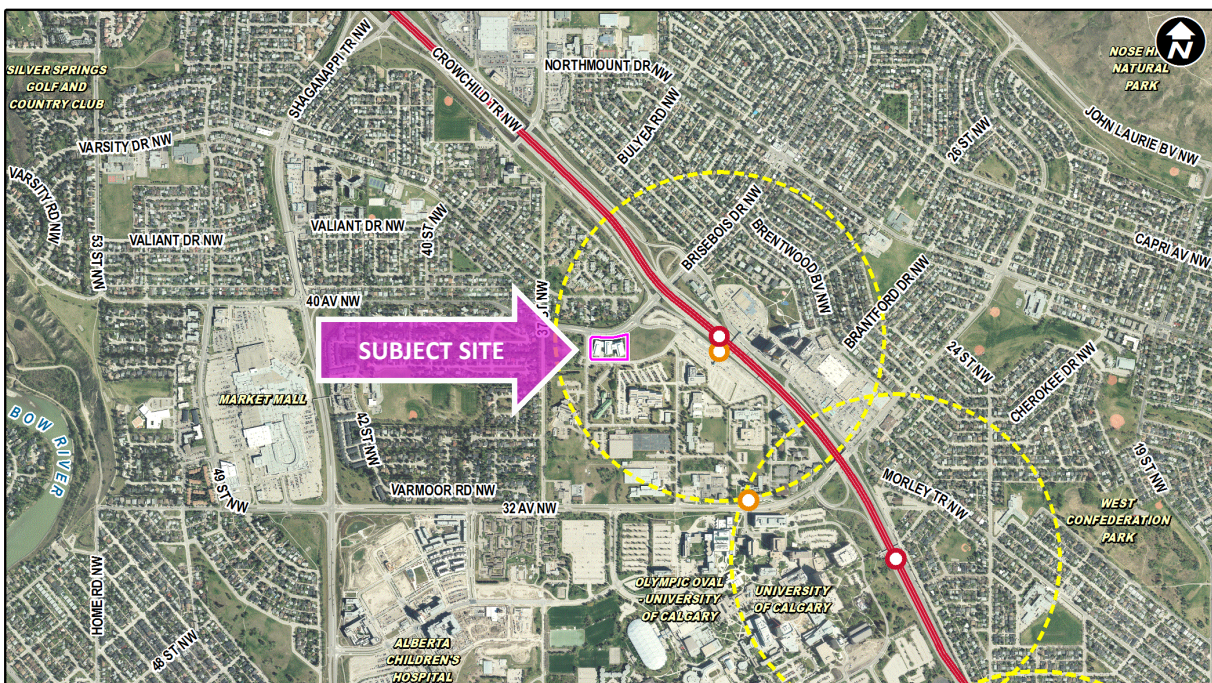 NORTHMOUNT DR NW
NOSE HI
NATURAL
PARK
N
SILVER SPRINGS
GOLF AND
COUNTRY CLUB
SHAGANAPPI TR NW
CROWCHILD TR NW
BULYEA RD NW
26 ST NW
JOHN LAURIE BV NW
VARSITY DR NW
VARSITY RD NW
53 ST NW
VALIANT DR NW
VALIANT DR NW
40 ST NW
BRISEBOIS DR NW
BRENTWOOD BV NW
CAPRI AV NW
BRANTFORD DR NW
40 AV NW
SUBJECT SITE
24 ST NW
CHEROKEE DR NW
MARKET MALL
BOW RIVER
42 ST NW
49 ST NW
VARMOOR RD NW
32 AV NW
MORLEY TR NW
19 ST NW
WEST
CONFEDERATION
PARK
HOME RD NW
48 ST NW
OLYMPIC OVAL
- UNIVERSITY
OF CALGARY
UNIVERSITY
OF CALGARY
ALBERTA
CHILDREN'S
HOSPITAL